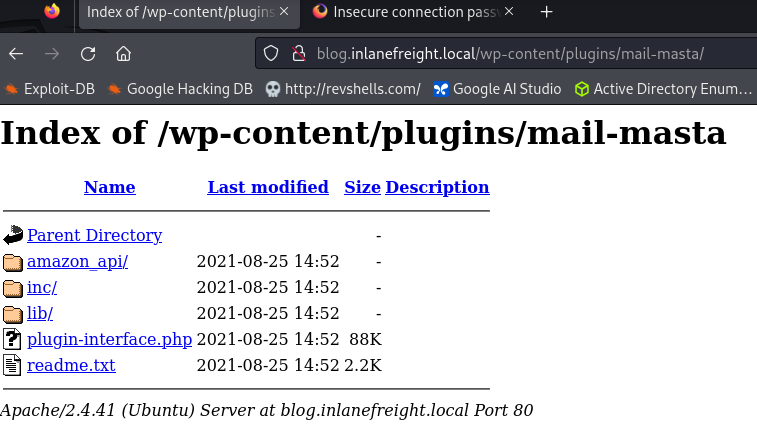 Index of /wp-content/plugins
Insecure connection passw
blog.inlanefreight.local/wp-content/plugins/mail-masta/
Exploit-DB
Google Hacking DB
http://revshells.com/
Google AI Studio
Active Directory Enum…
Index of /wp-content/plugins/mail-masta
Name Last modified Size Description
Parent Directory -
amazon_api/ 2021-08-25 14:52 -
inc/ 2021-08-25 14:52 -
lib/ 2021-08-25 14:52 -
plugin-interface.php 2021-08-25 14:52 88K
readme.txt 2021-08-25 14:52 2.2K
Apache/2.4.41 (Ubuntu) Server at blog.inlanefreight.local Port 80